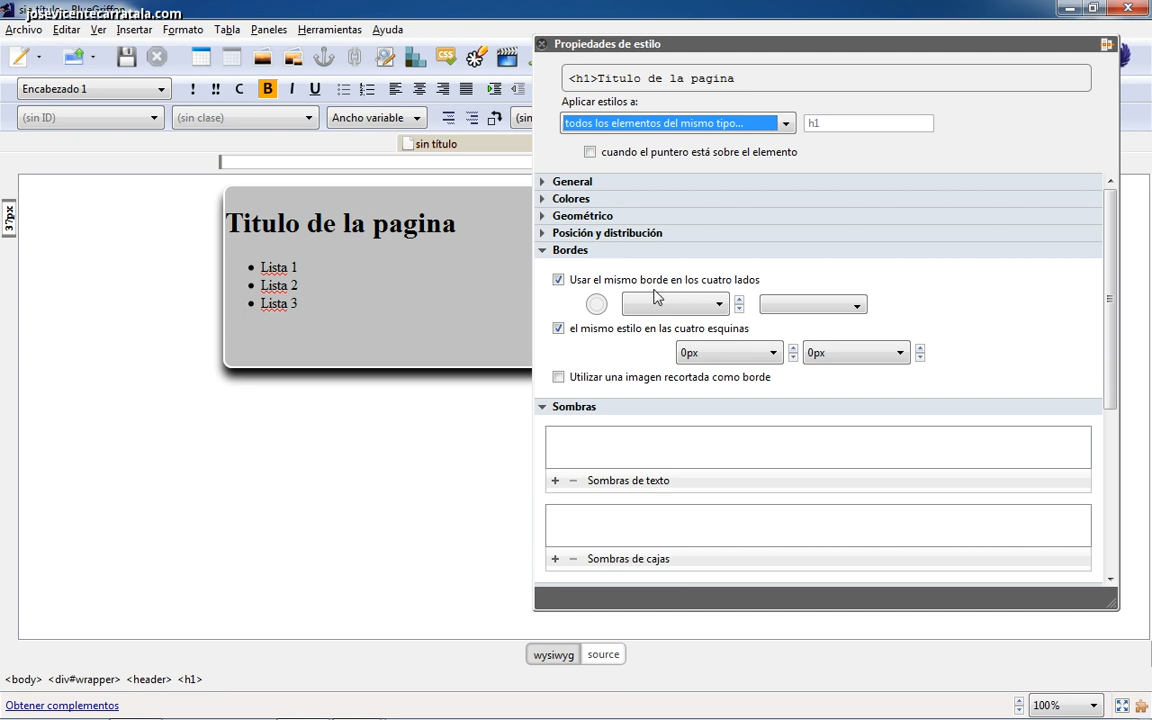 sin título - BlueGriffon
josevicentecarratala.com
Archivo Editar Ver Insertar Formato Tabla Paneles Herramientas Ayuda
Encabezado 1
! !! C B I U
(sin ID) (sin clase) Ancho variable (sin
sin título
37px
Titulo de la pagina
Lista 1
Lista 2
Lista 3
Propiedades de estilo
<h1>Titulo de la pagina
Aplicar estilos a:
todos los elementos del mismo tipo... h1
cuando el puntero está sobre el elemento
General
Colores
Geométrico
Posición y distribución
Bordes
Usar el mismo borde en los cuatro lados
el mismo estilo en las cuatro esquinas
0px 0px
Utilizar una imagen recortada como borde
Sombras
+ − Sombras de texto
+ − Sombras de cajas
wysiwyg source
<body> <div#wrapper> <header> <h1>
Obtener complementos 100%